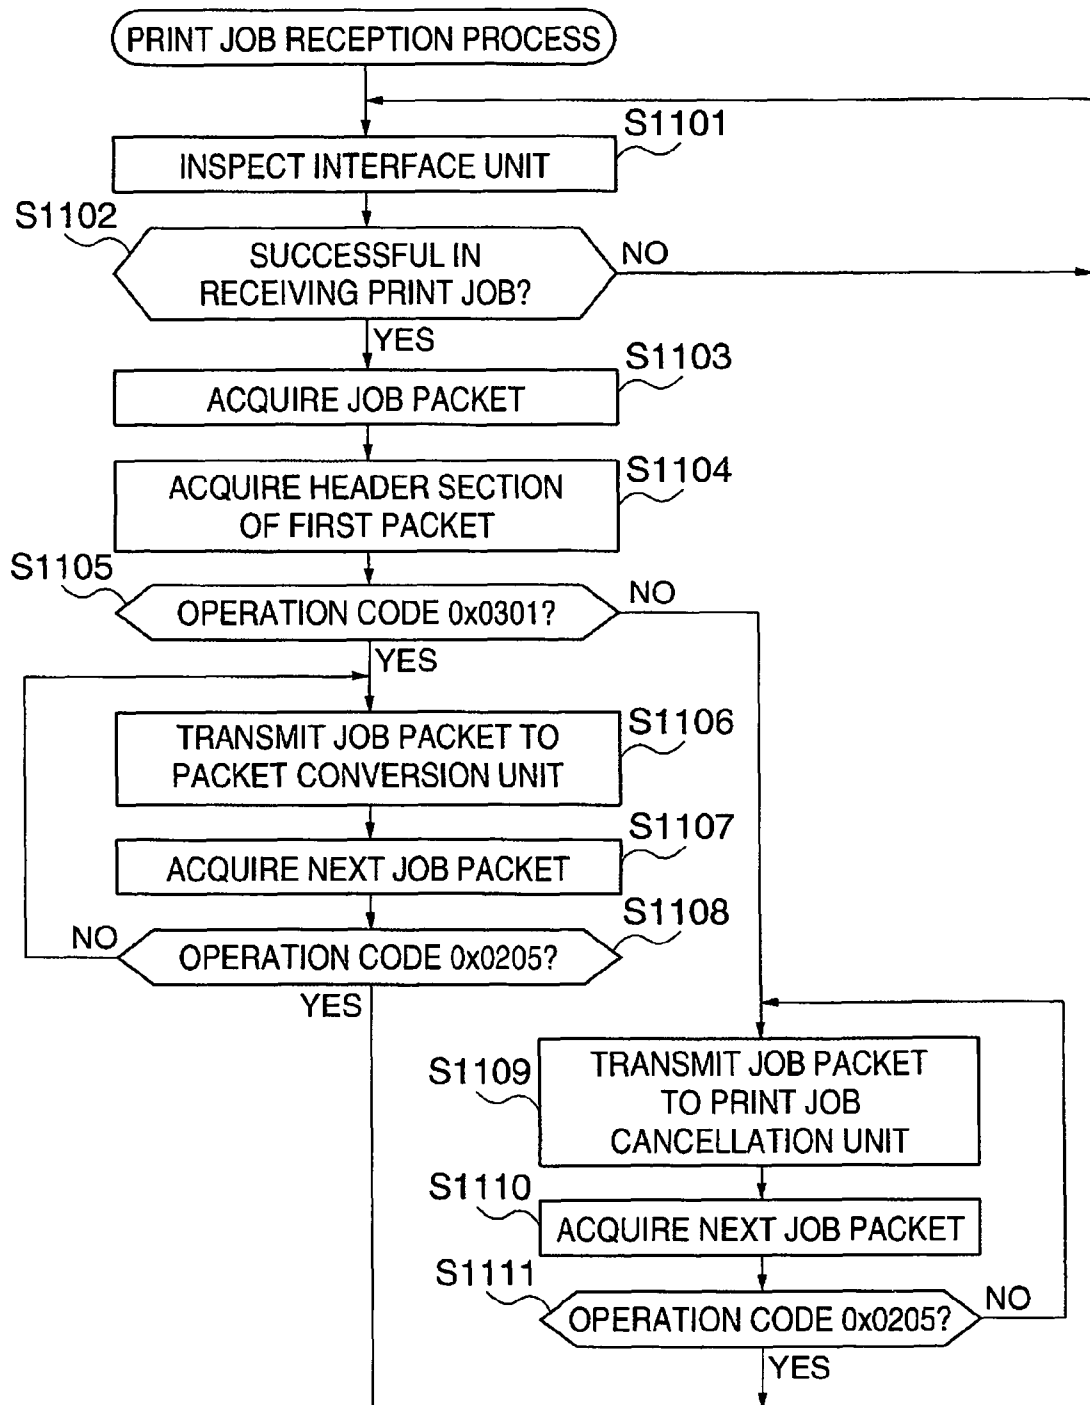 PRINT JOB RECEPTION PROCESS
S1101
INSPECT INTERFACE UNIT
S1102
SUCCESSFUL IN
RECEIVING PRINT JOB?
NO
YES
S1103
ACQUIRE JOB PACKET
S1104
ACQUIRE HEADER SECTION
OF FIRST PACKET
S1105
OPERATION CODE 0x0301?
NO
YES
S1106
TRANSMIT JOB PACKET TO
PACKET CONVERSION UNIT
S1107
ACQUIRE NEXT JOB PACKET
S1108
NO
OPERATION CODE 0x0205?
YES
S1109
TRANSMIT JOB PACKET
TO PRINT JOB
CANCELLATION UNIT
S1110
ACQUIRE NEXT JOB PACKET
S1111
OPERATION CODE 0x0205?
NO
YES